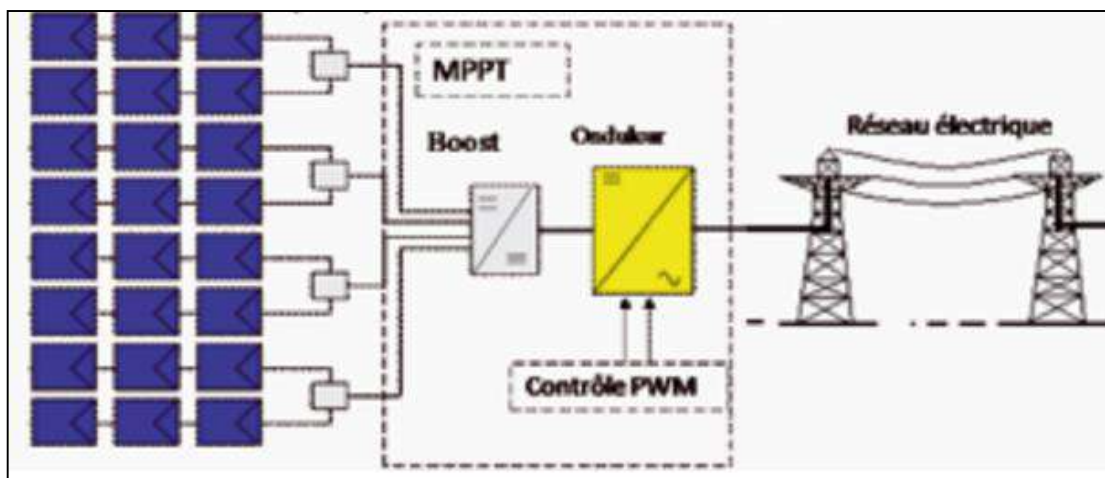 MPPT
Boost
Onduleur
Réseau électrique
Contrôle PWM